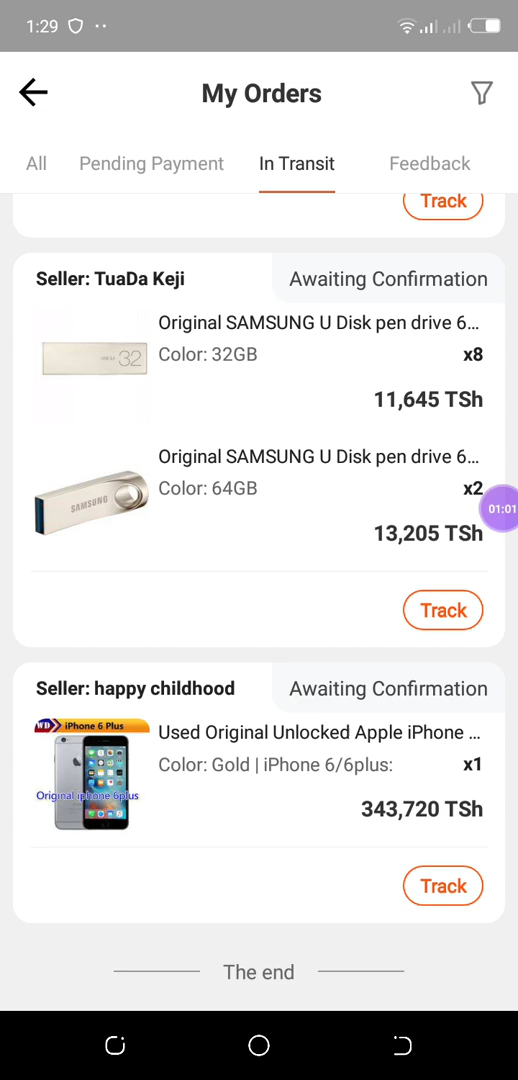 1:29
My Orders
All Pending Payment In Transit Feedback
Track
Seller: TuaDa Keji Awaiting Confirmation
32
Original SAMSUNG U Disk pen drive 6...
Color: 32GB x8
11,645 TSh
SAMSUNG
Original SAMSUNG U Disk pen drive 6...
Color: 64GB x2
01:01
13,205 TSh
Track
Seller: happy childhood Awaiting Confirmation
WD iPhone 6 Plus
Original iphone 6plus
Used Original Unlocked Apple iPhone ...
Color: Gold | iPhone 6/6plus: x1
343,720 TSh
Track
The end